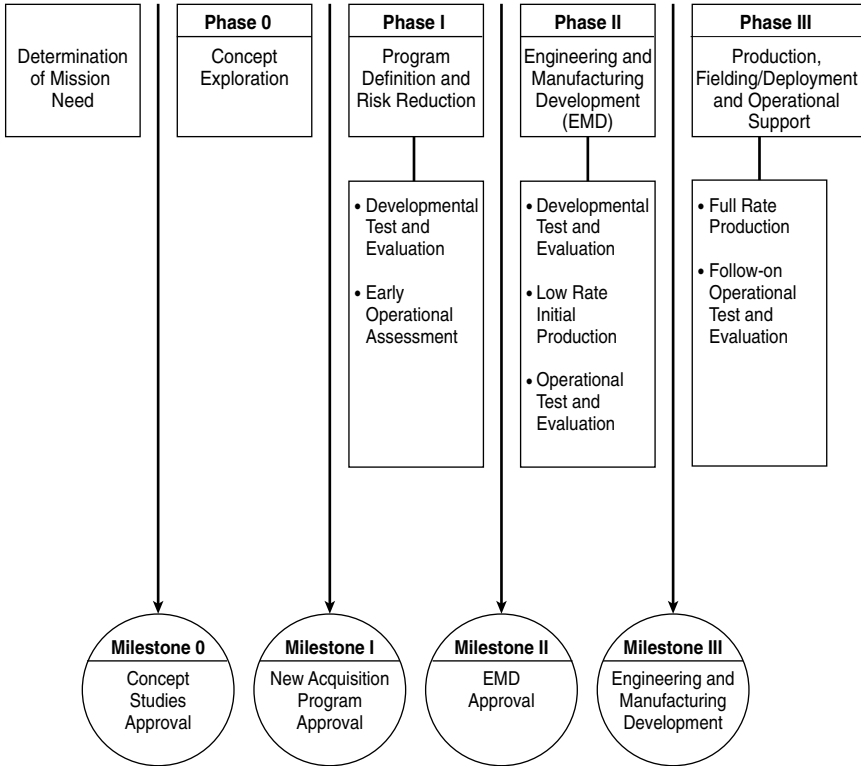 Determination
of Mission
Need
Phase 0
Concept
Exploration
Phase I
Program
Definition and
Risk Reduction
Phase II
Engineering and
Manufacturing
Development
(EMD)
Phase III
Production,
Fielding/Deployment
and Operational
Support
• Developmental
Test and
Evaluation
• Early
Operational
Assessment
• Developmental
Test and
Evaluation
• Low Rate
Initial
Production
• Operational
Test and
Evaluation
• Full Rate
Production
• Follow-on
Operational
Test and
Evaluation
Milestone 0
Concept
Studies
Approval
Milestone I
New Acquisition
Program
Approval
Milestone II
EMD
Approval
Milestone III
Engineering and
Manufacturing
Development